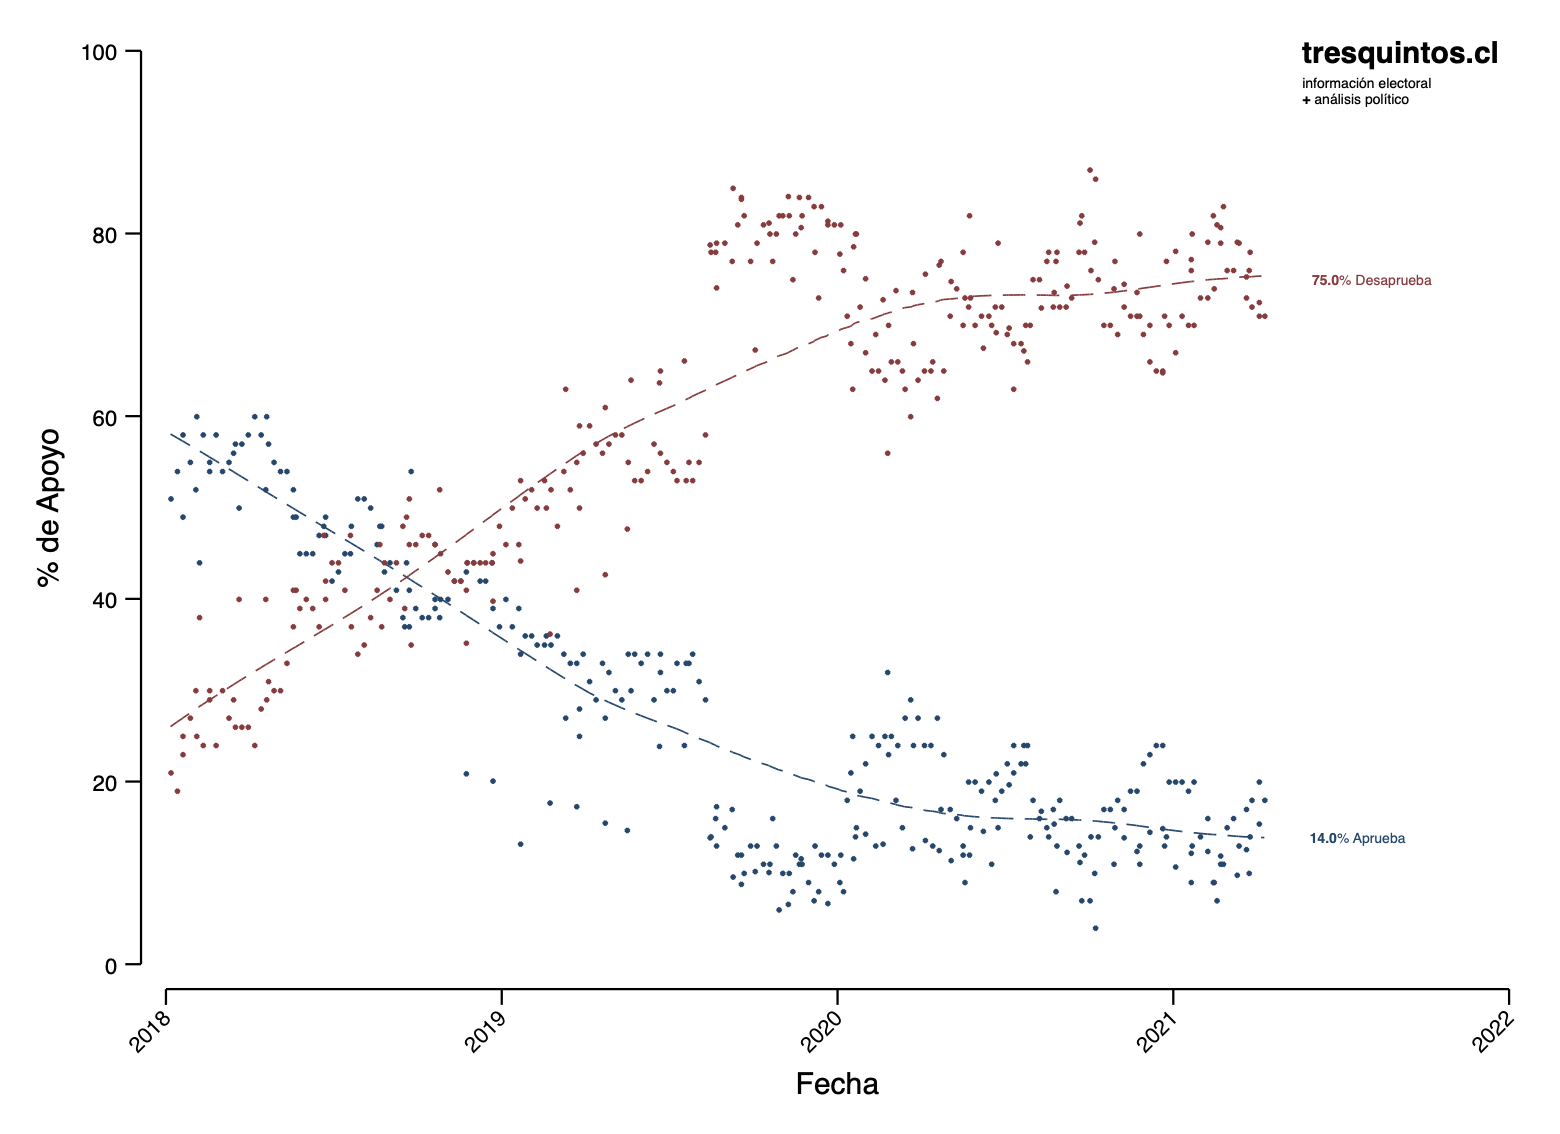 tresquintos.cl
información electoral
+ análisis político
% de Apoyo
100
80
60
40
20
0
75.0% Desaprueba
14.0% Aprueba
2018
2019
2020
2021
2022
Fecha